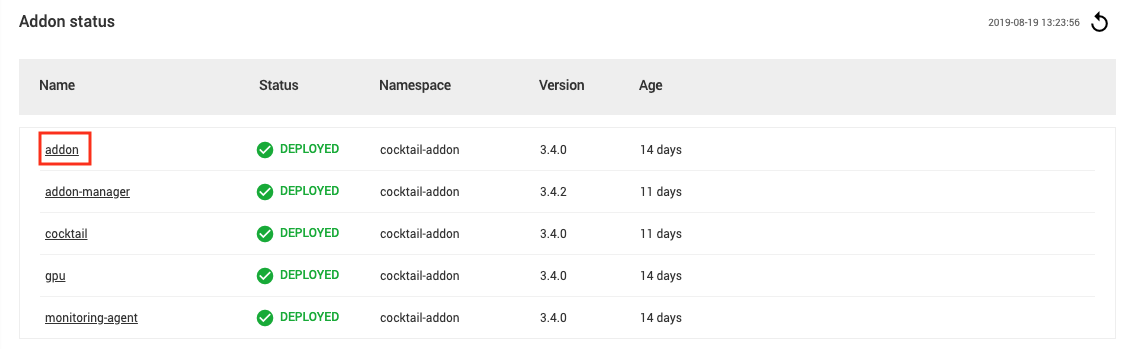 Addon status
2019-08-19 13:23:56
Name Status Namespace Version Age
addon DEPLOYED cocktail-addon 3.4.0 14 days
addon-manager DEPLOYED cocktail-addon 3.4.2 11 days
cocktail DEPLOYED cocktail-addon 3.4.0 11 days
gpu DEPLOYED cocktail-addon 3.4.0 14 days
monitoring-agent DEPLOYED cocktail-addon 3.4.0 14 days